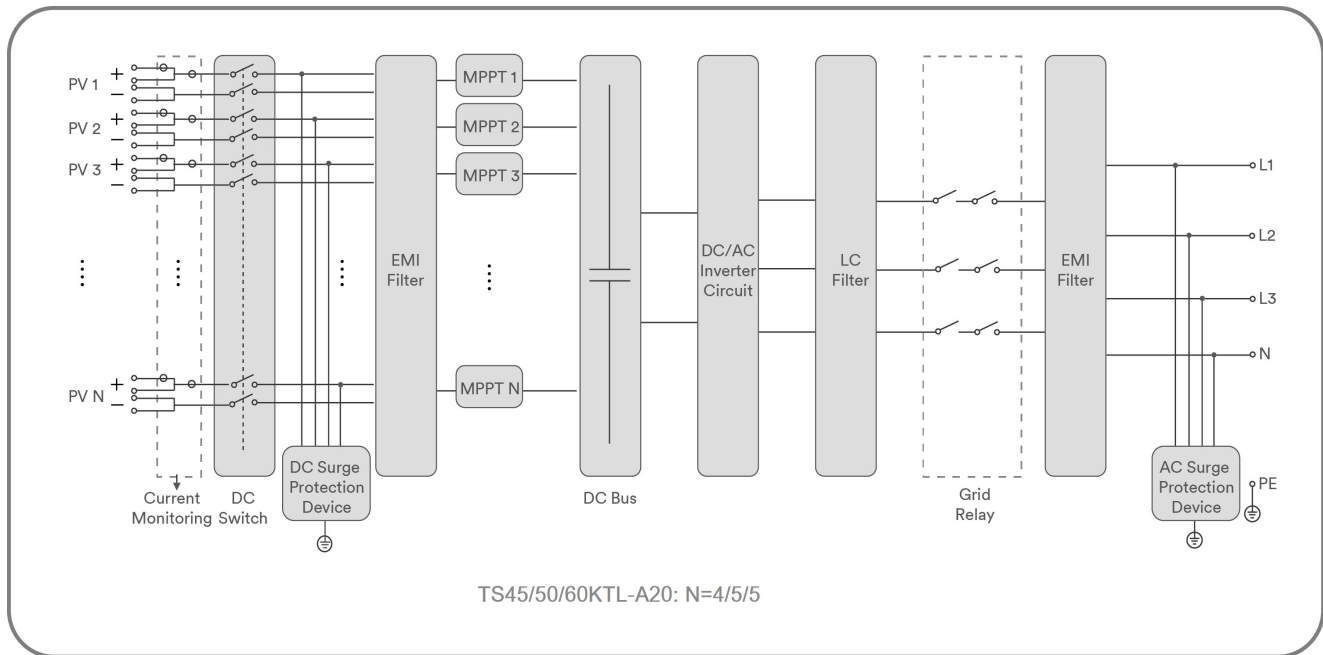 PV 1
+
−
PV 2
+
−
PV 3
+
−
PV N
+
−
Current
Monitoring
DC
Switch
DC Surge
Protection
Device
EMI
Filter
MPPT 1
MPPT 2
MPPT 3
MPPT N
DC Bus
DC/AC
Inverter
Circuit
LC
Filter
Grid
Relay
EMI
Filter
L1
L2
L3
N
AC Surge
Protection
Device
PE
TS45/50/60KTL-A20: N=4/5/5